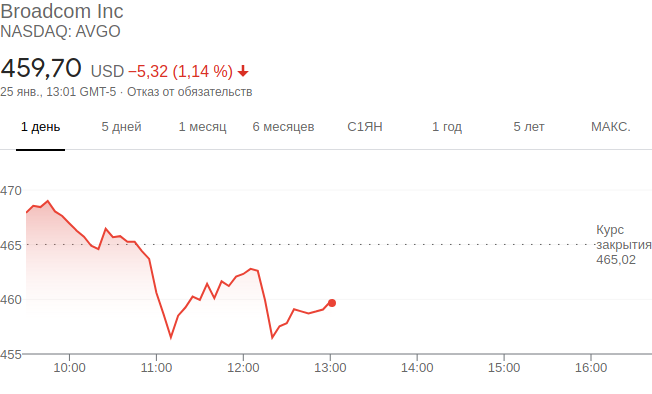 Broadcom Inc
NASDAQ: AVGO
459,70 USD −5,32 (1,14 %)
25 янв., 13:01 GMT-5 · Отказ от обязательств
1 день 5 дней 1 месяц 6 месяцев С1ЯН 1 год 5 лет МАКС.
470
Курс
465 закрытия
465,02
460
455
10:00 11:00 12:00 13:00 14:00 15:00 16:00